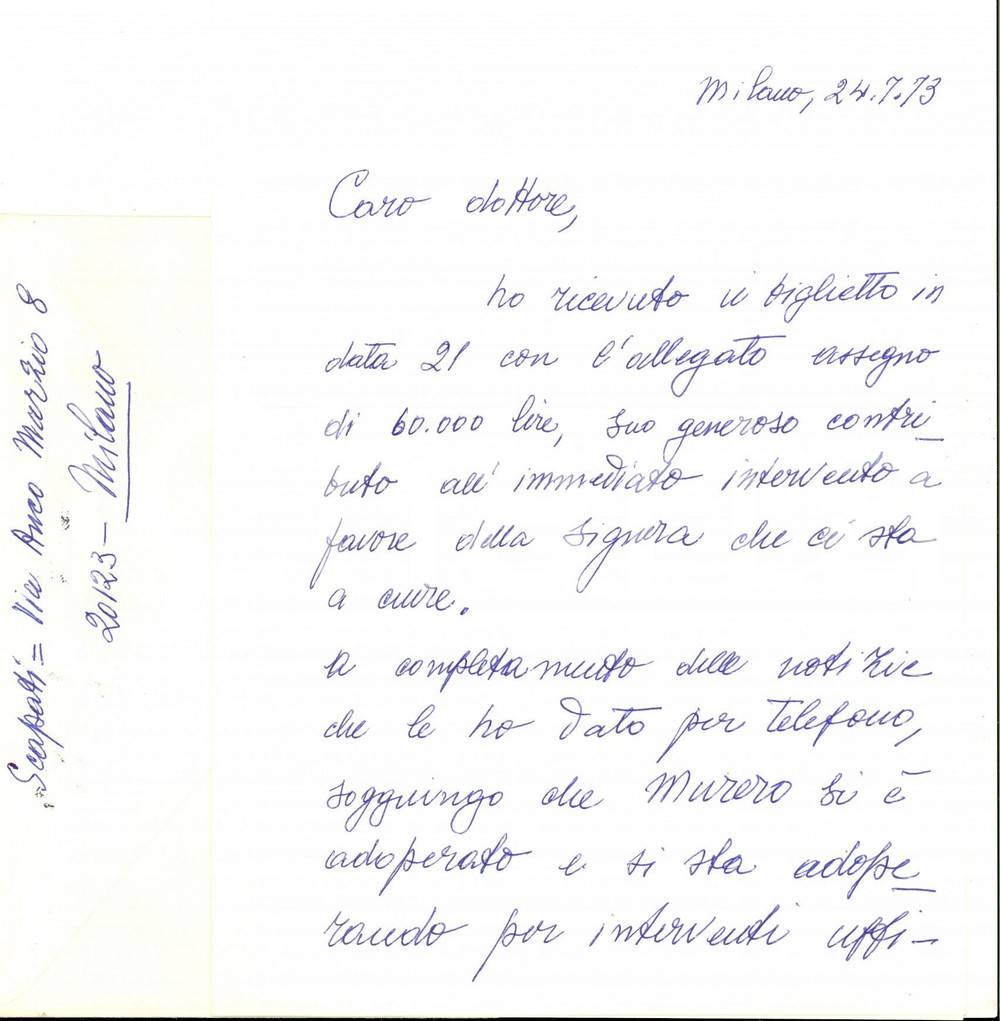 Milano, 24.7.73
Caro dottore,
ho ricevuto il biglietto in
data 21 con l'allegato assegno
di 60.000 lire, suo generoso contri_
buto all'immediato intervento a
favore della Signora che ci sta
a cuore.
A completamento delle notizie
che le ho dato per telefono,
soggiungo che Murero si è
adoperato e si sta adope_
rando per interventi uffi-
Scapati = Via Anco Marzio 8
20123 - Milano